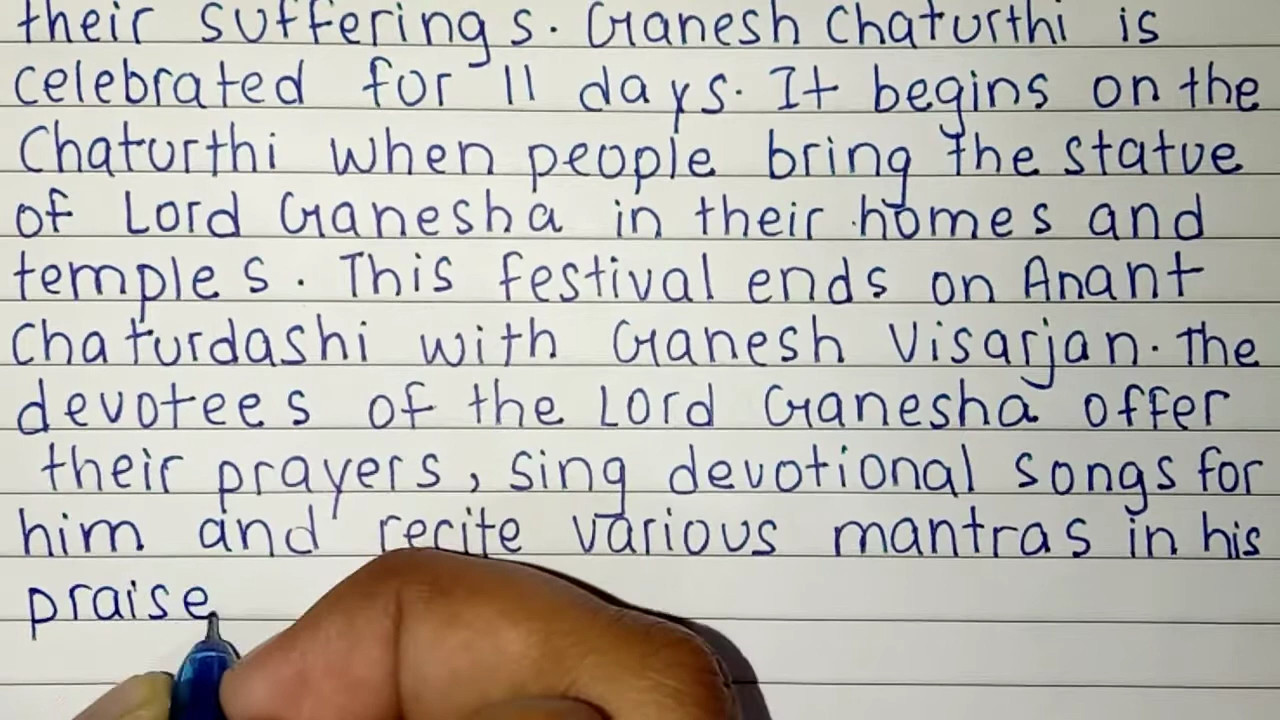 their sufferings. Ganesh Chaturthi is
celebrated for 11 days. It begins on the
Chaturthi when people bring the statue
of Lord Ganesha in their homes and
temples. This festival ends on Anant
Chaturdashi with Ganesh Visarjan. The
devotees of the Lord Ganesha offer
their prayers, sing devotional songs for
him and recite various mantras in his
praise